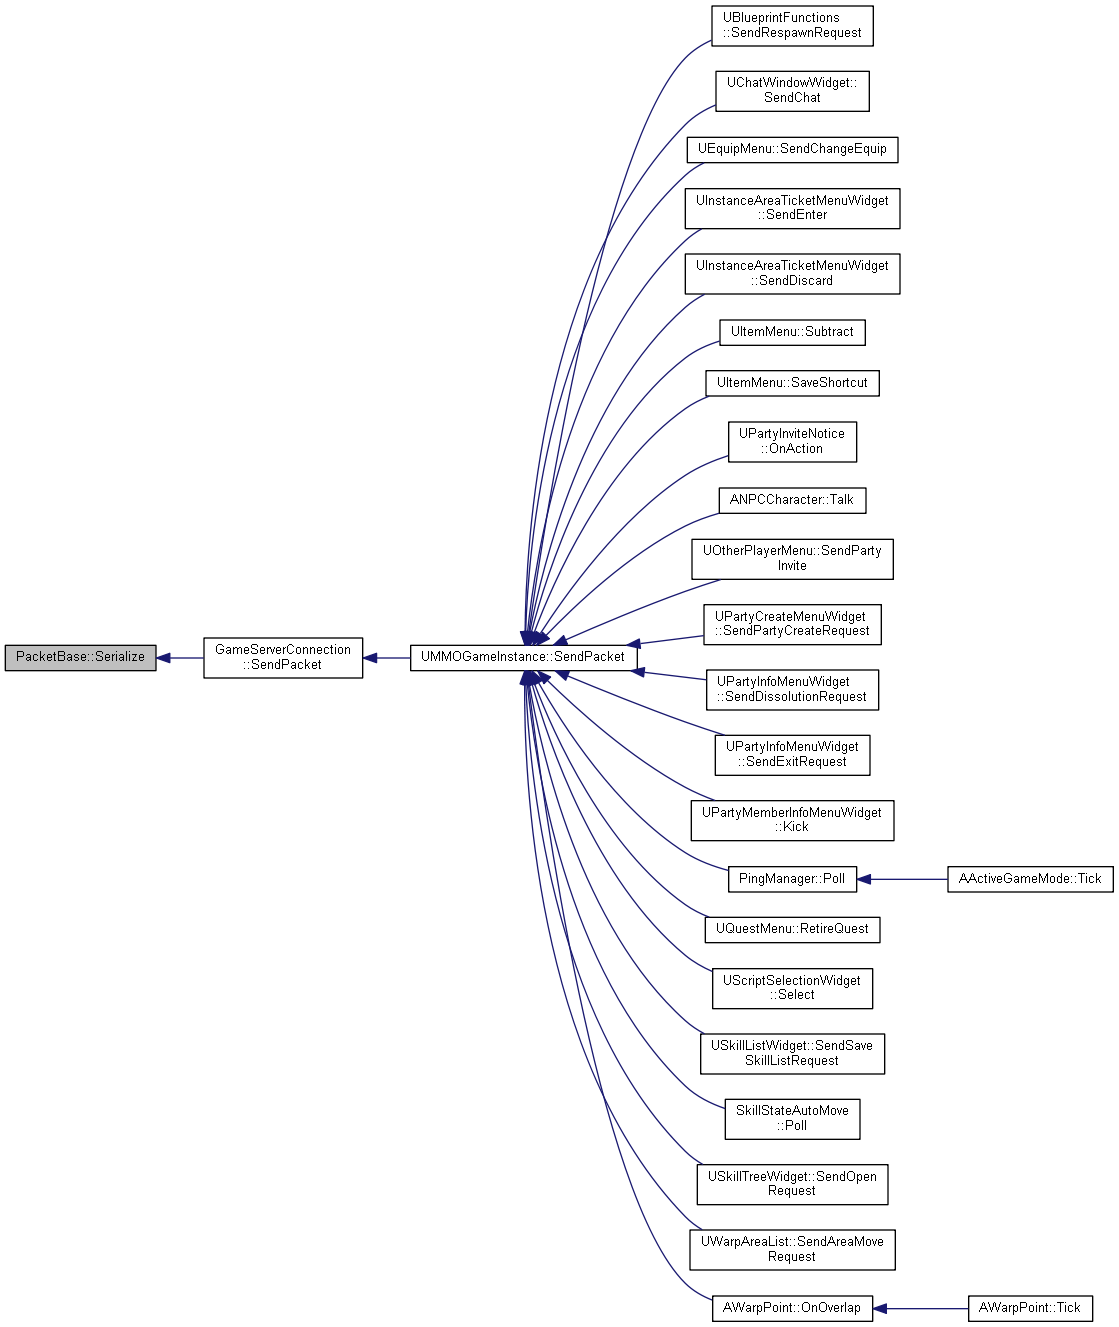 UBlueprintFunctions
::SendRespawnRequest
UChatWindowWidget::
SendChat
UEquipMenu::SendChangeEquip
UInstanceAreaTicketMenuWidget
::SendEnter
UInstanceAreaTicketMenuWidget
::SendDiscard
UItemMenu::Subtract
UItemMenu::SaveShortcut
UPartyInviteNotice
::OnAction
ANPCCharacter::Talk
UOtherPlayerMenu::SendParty
Invite
UPartyCreateMenuWidget
::SendPartyCreateRequest
PacketBase::Serialize
GameServerConnection
::SendPacket
UMMOGameInstance::SendPacket
UPartyInfoMenuWidget
::SendDissolutionRequest
UPartyInfoMenuWidget
::SendExitRequest
UPartyMemberInfoMenuWidget
::Kick
PingManager::Poll
AActiveGameMode::Tick
UQuestMenu::RetireQuest
UScriptSelectionWidget
::Select
USkillListWidget::SendSave
SkillListRequest
SkillStateAutoMove
::Poll
USkillTreeWidget::SendOpen
Request
UWarpAreaList::SendAreaMove
Request
AWarpPoint::OnOverlap
AWarpPoint::Tick